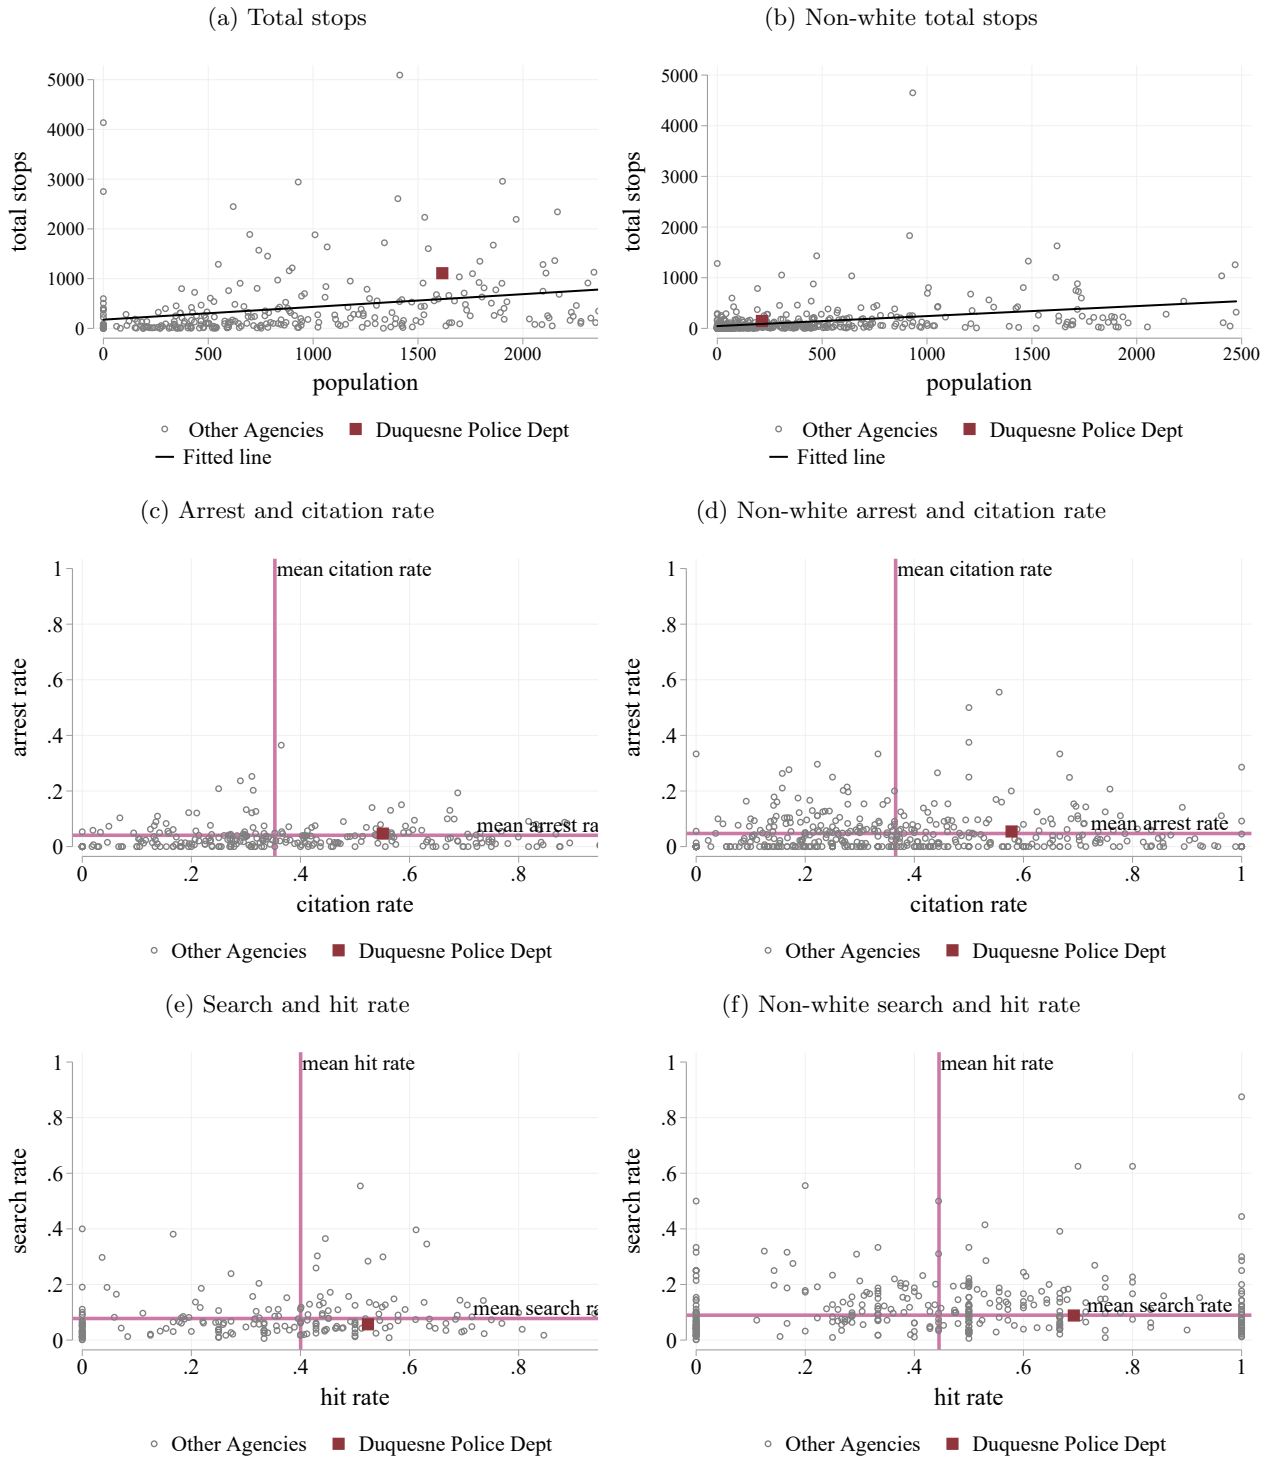 (a) Total stops
(b) Non-white total stops
5000
4000
3000
2000
1000
0
total stops
0 500 1000 1500 2000
population
Other Agencies Duquesne Police Dept
Fitted line
5000
4000
3000
2000
1000
0
total stops
0 500 1000 1500 2000 2500
population
Other Agencies Duquesne Police Dept
Fitted line
(c) Arrest and citation rate
(d) Non-white arrest and citation rate
1
.8
.6
.4
.2
0
arrest rate
mean citation rate
mean arrest ra
0 .2 .4 .6 .8
citation rate
Other Agencies Duquesne Police Dept
1
.8
.6
.4
.2
0
arrest rate
mean citation rate
mean arrest rate
0 .2 .4 .6 .8 1
citation rate
Other Agencies Duquesne Police Dept
(e) Search and hit rate
(f) Non-white search and hit rate
1
.8
.6
.4
.2
0
search rate
mean hit rate
mean search ra
0 .2 .4 .6 .8
hit rate
Other Agencies Duquesne Police Dept
1
.8
.6
.4
.2
0
search rate
mean hit rate
mean search rate
0 .2 .4 .6 .8 1
hit rate
Other Agencies Duquesne Police Dept